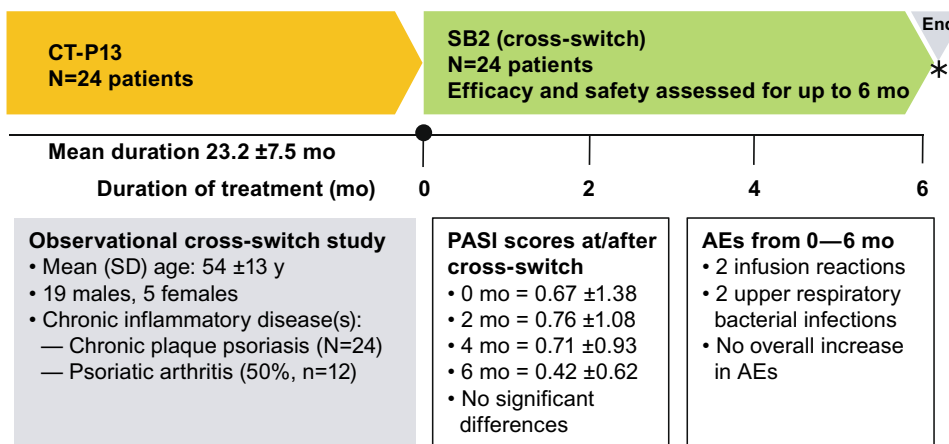 CT-P13
N=24 patients
SB2 (cross-switch)
N=24 patients
Efficacy and safety assessed for up to 6 mo
End
*
Mean duration 23.2 ±7.5 mo
Duration of treatment (mo) 0 2 4 6
Observational cross-switch study
• Mean (SD) age: 54 ±13 y
• 19 males, 5 females
• Chronic inflammatory disease(s):
— Chronic plaque psoriasis (N=24)
— Psoriatic arthritis (50%, n=12)
PASI scores at/after
cross-switch
• 0 mo = 0.67 ±1.38
• 2 mo = 0.76 ±1.08
• 4 mo = 0.71 ±0.93
• 6 mo = 0.42 ±0.62
• No significant
differences
AEs from 0—6 mo
• 2 infusion reactions
• 2 upper respiratory
bacterial infections
• No overall increase
in AEs